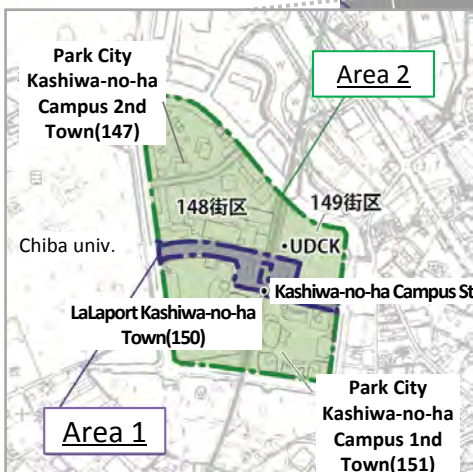 Park City
Kashiwa-no-ha
Campus 2nd
Town(147)
Area 2
148街区
149街区
•UDCK
Chiba univ.
Kashiwa-no-ha Campus St
LaLaport Kashiwa-no-ha
Town(150)
Area 1
Park City
Kashiwa-no-ha
Campus 1nd
Town(151)